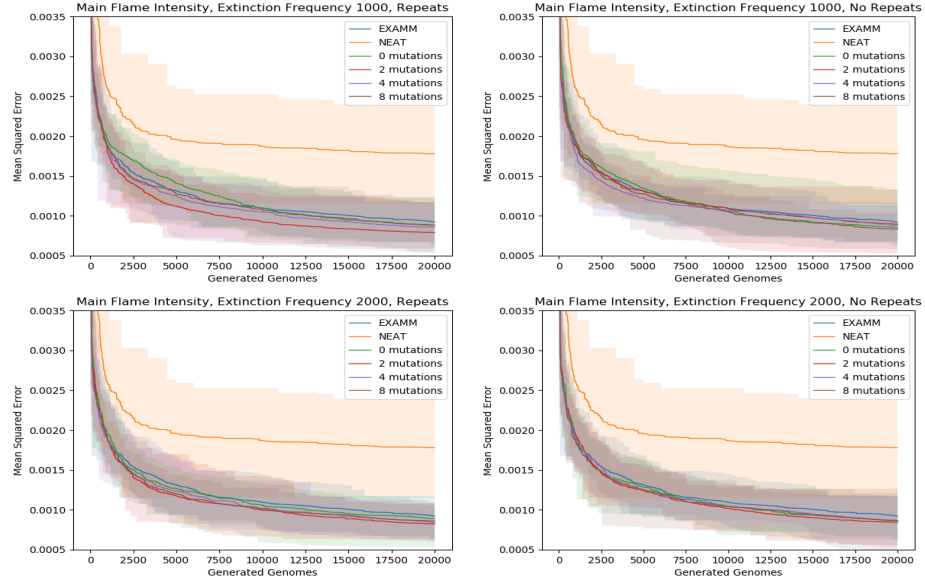 Main Flame Intensity, Extinction Frequency 1000, Repeats
Mean Squared Error
0.0035
0.0030
0.0025
0.0020
0.0015
0.0010
0.0005
EXAMM
NEAT
0 mutations
2 mutations
4 mutations
8 mutations
0 2500 5000 7500 10000 12500 15000 17500 20000
Generated Genomes
Main Flame Intensity, Extinction Frequency 1000, No Repeats
Mean Squared Error
0.0035
0.0030
0.0025
0.0020
0.0015
0.0010
0.0005
EXAMM
NEAT
0 mutations
2 mutations
4 mutations
8 mutations
0 2500 5000 7500 10000 12500 15000 17500 20000
Generated Genomes
Main Flame Intensity, Extinction Frequency 2000, Repeats
Mean Squared Error
0.0035
0.0030
0.0025
0.0020
0.0015
0.0010
0.0005
EXAMM
NEAT
0 mutations
2 mutations
4 mutations
8 mutations
0 2500 5000 7500 10000 12500 15000 17500 20000
Generated Genomes
Main Flame Intensity, Extinction Frequency 2000, No Repeats
Mean Squared Error
0.0035
0.0030
0.0025
0.0020
0.0015
0.0010
0.0005
EXAMM
NEAT
0 mutations
2 mutations
4 mutations
8 mutations
0 2500 5000 7500 10000 12500 15000 17500 20000
Generated Genomes